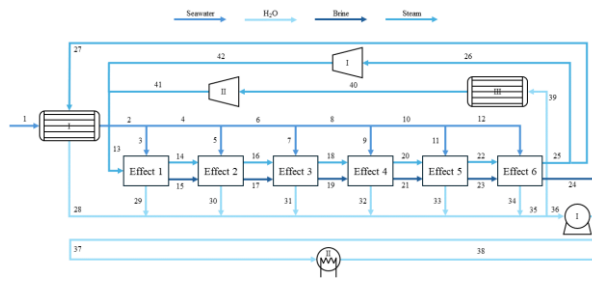 Seawater H₂O Brine Steam
27 42 I 26
41 II 40 III 39
1 I 2 4 6 8 10 12
3 5 7 9 11
13 14 16 18 20 22 25
Effect 1 Effect 2 Effect 3 Effect 4 Effect 5 Effect 6
15 17 19 21 23 24
29 30 31 32 33 34
28 35 36 I
37 II 38